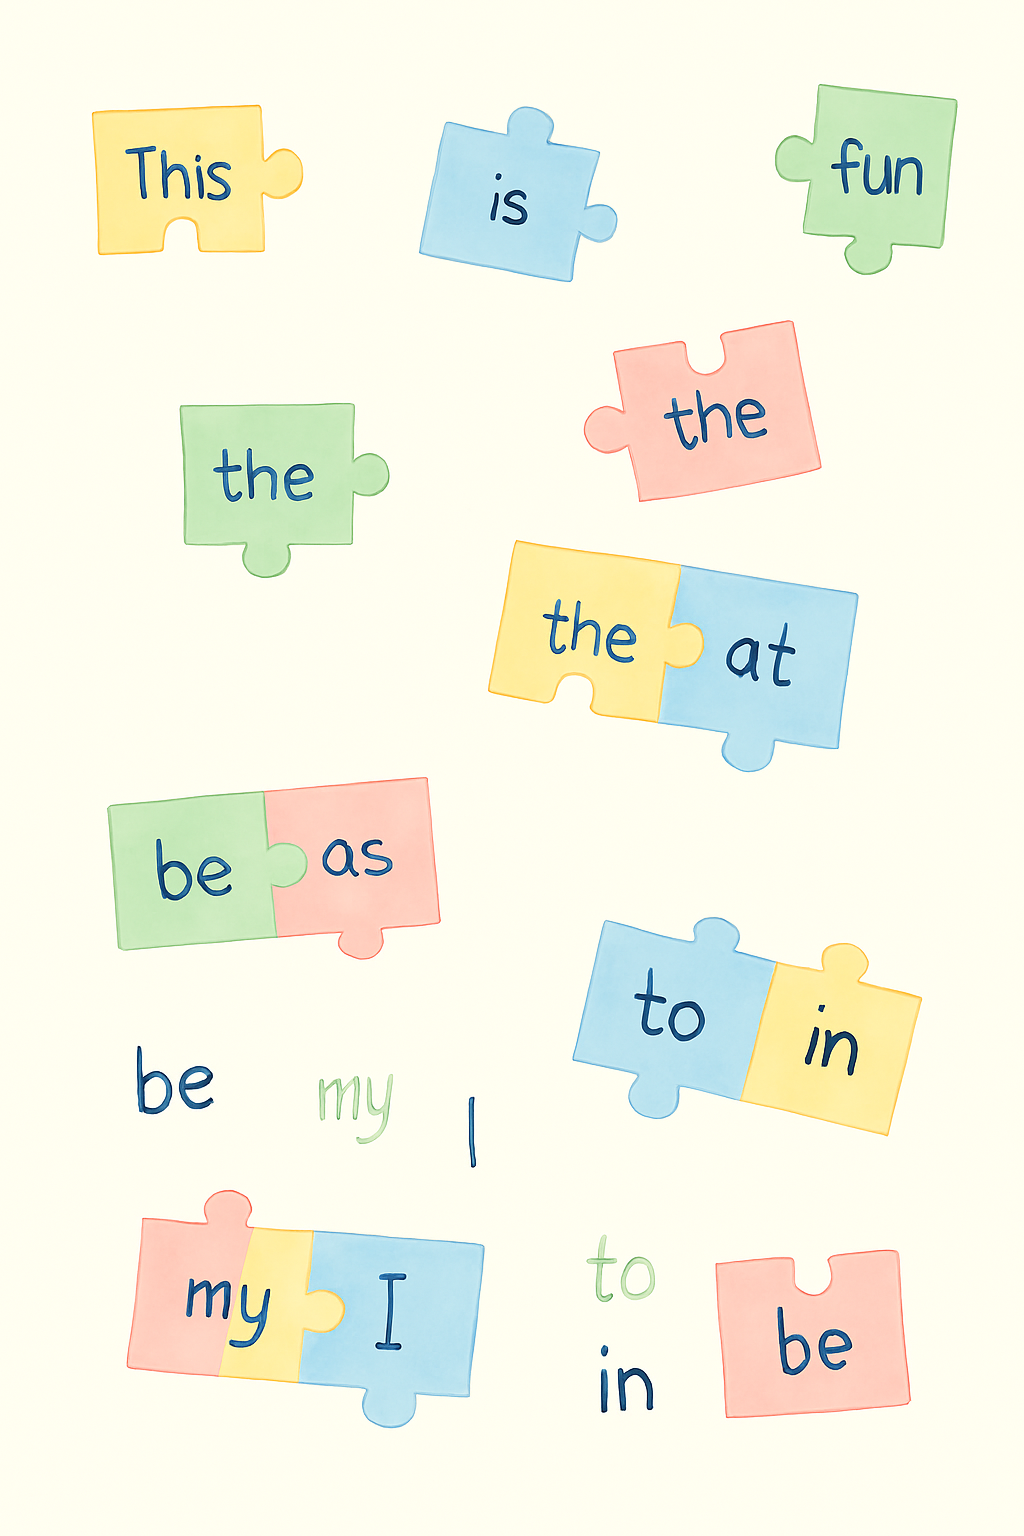 This is fun
the
the
the at
be as
to in
be my I
my I
to
in
be